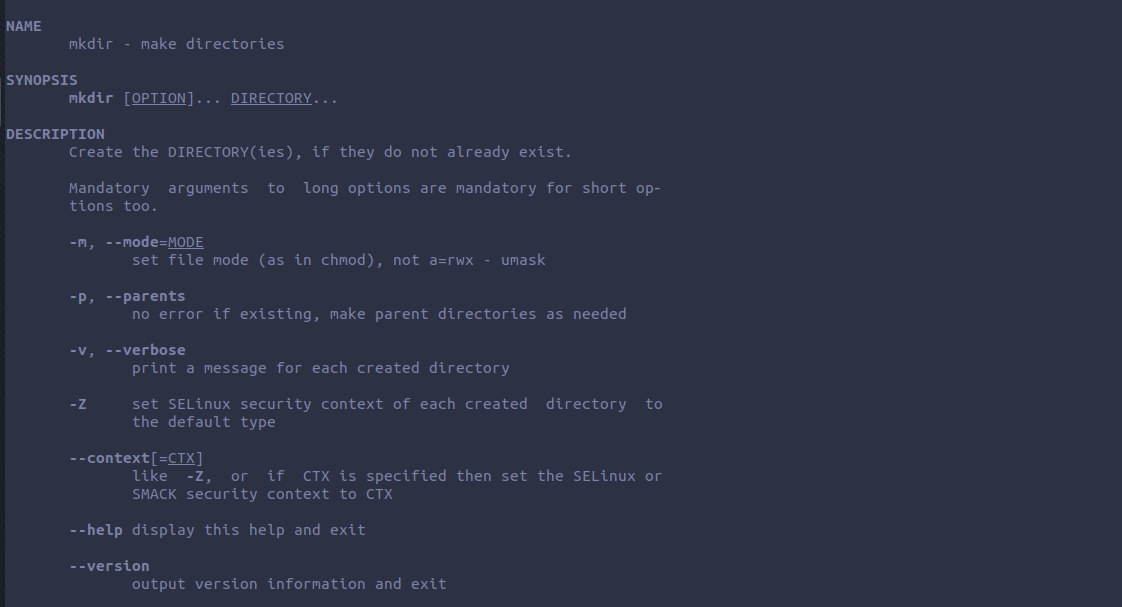 NAME
mkdir - make directories
SYNOPSIS
mkdir [OPTION]... DIRECTORY...
DESCRIPTION
Create the DIRECTORY(ies), if they do not already exist.
Mandatory  arguments  to  long options are mandatory for short op-
tions too.
-m, --mode=MODE
set file mode (as in chmod), not a=rwx - umask
-p, --parents
no error if existing, make parent directories as needed
-v, --verbose
print a message for each created directory
-Z     set SELinux security context of each created  directory  to
the default type
--context[=CTX]
like  -Z,  or  if  CTX is specified then set the SELinux or
SMACK security context to CTX
--help display this help and exit
--version
output version information and exit